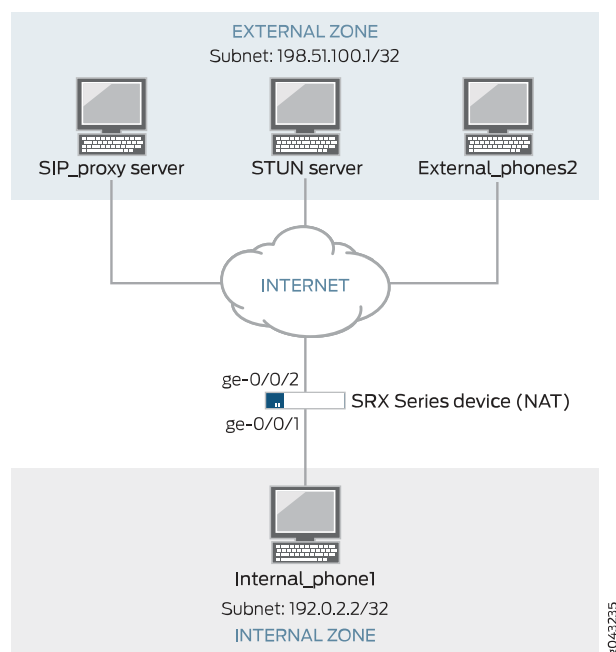 EXTERNAL ZONE
Subnet: 198.51.100.1/32
SIP_proxy server
STUN server
External_phones2
INTERNET
ge-0/0/2
SRX Series device (NAT)
ge-0/0/1
Internal_phone1
Subnet: 192.0.2.2/32
INTERNAL ZONE
g043235